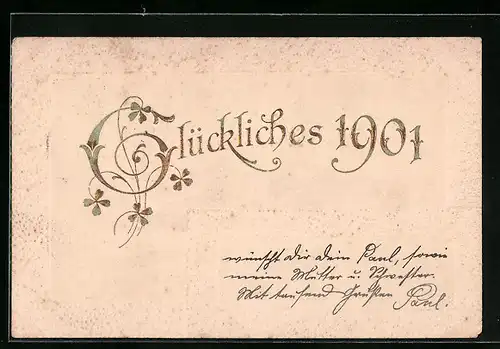 Glückliches 1901
wünscht Dir dein Paul, sowie
meine Mutter u. Schwester.
Mit tausend Grüßen Paul.